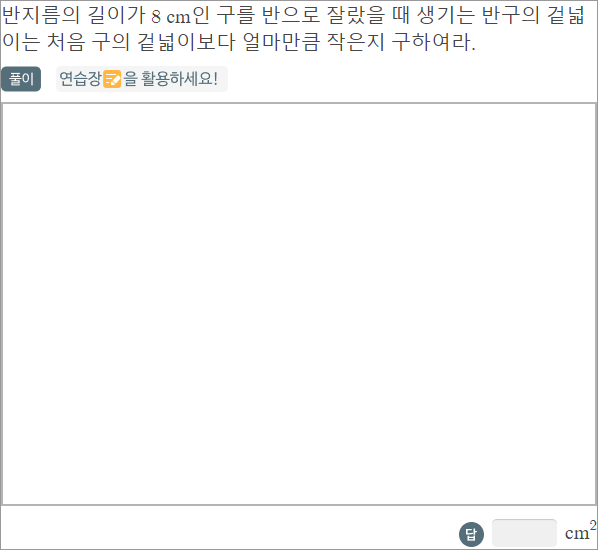 반지름의 길이가 8 cm인 구를 반으로 잘랐을 때 생기는 반구의 겉넓
이는 처음 구의 겉넓이보다 얼마만큼 작은지 구하여라.
풀이 연습장을 활용하세요!
답 cm²